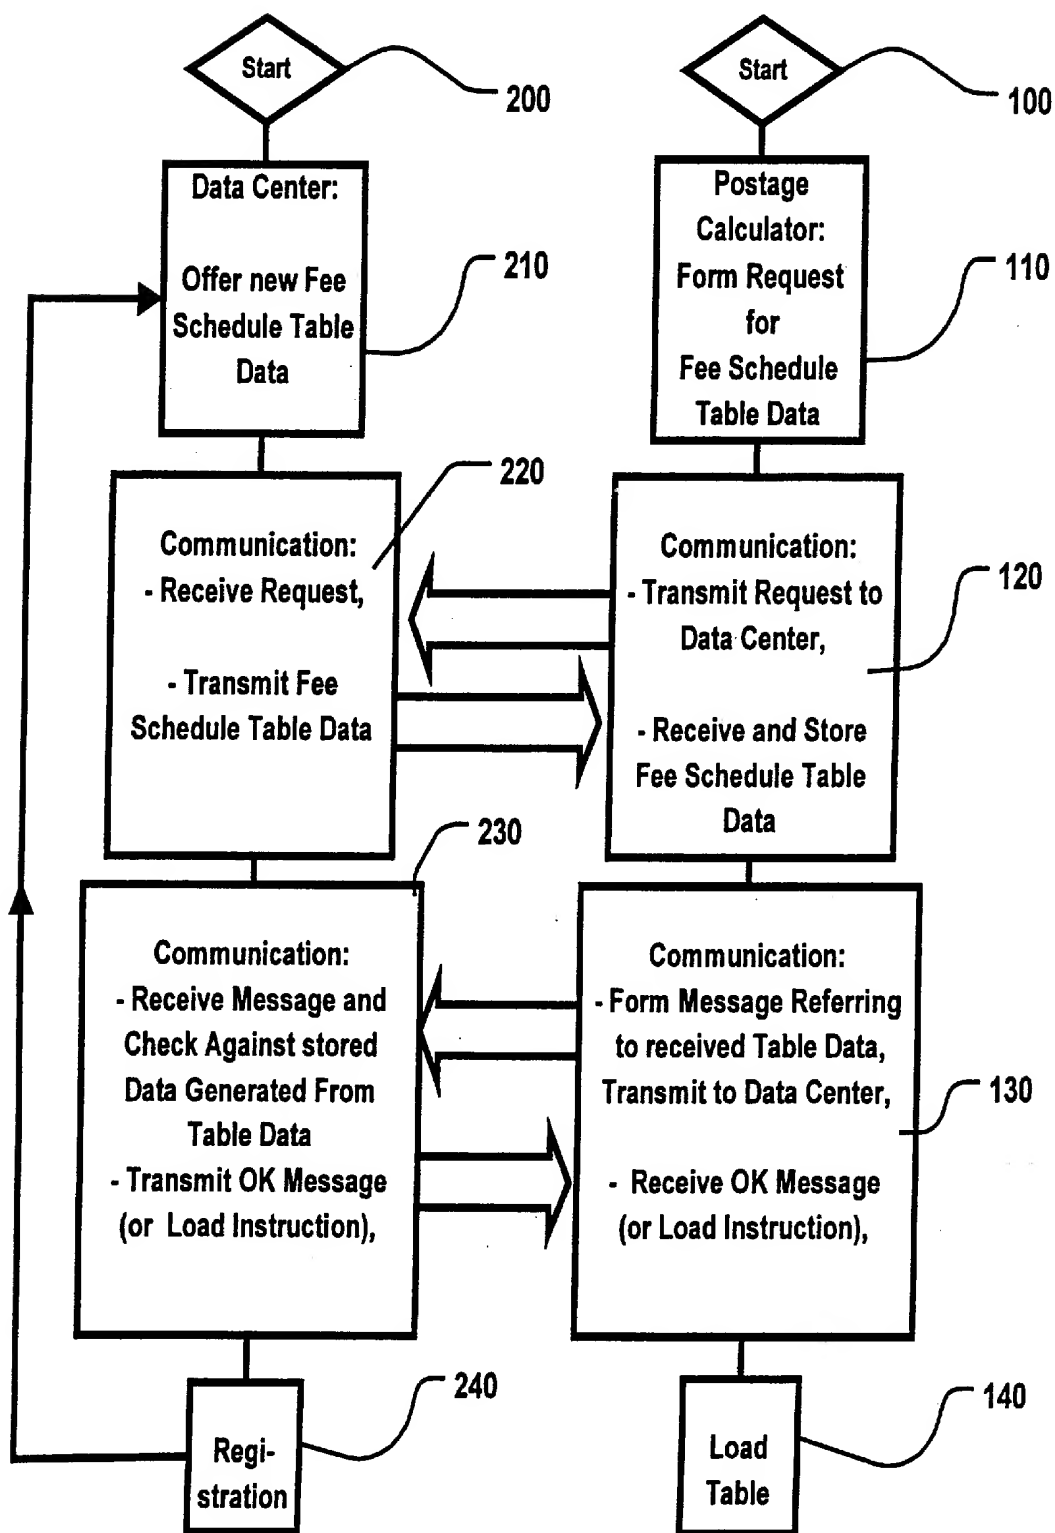 Start
200
Data Center:
Offer new Fee
Schedule Table
Data
210
Communication:
- Receive Request,
- Transmit Fee
Schedule Table Data
220
Communication:
- Receive Message and
Check Against stored
Data Generated From
Table Data
- Transmit OK Message
(or Load Instruction),
230
Regi-
stration
240
Start
100
Postage
Calculator:
Form Request
for
Fee Schedule
Table Data
110
Communication:
- Transmit Request to
Data Center,
- Receive and Store
Fee Schedule Table
Data
120
Communication:
- Form Message Referring
to received Table Data,
Transmit to Data Center,
- Receive OK Message
(or Load Instruction),
130
Load
Table
140